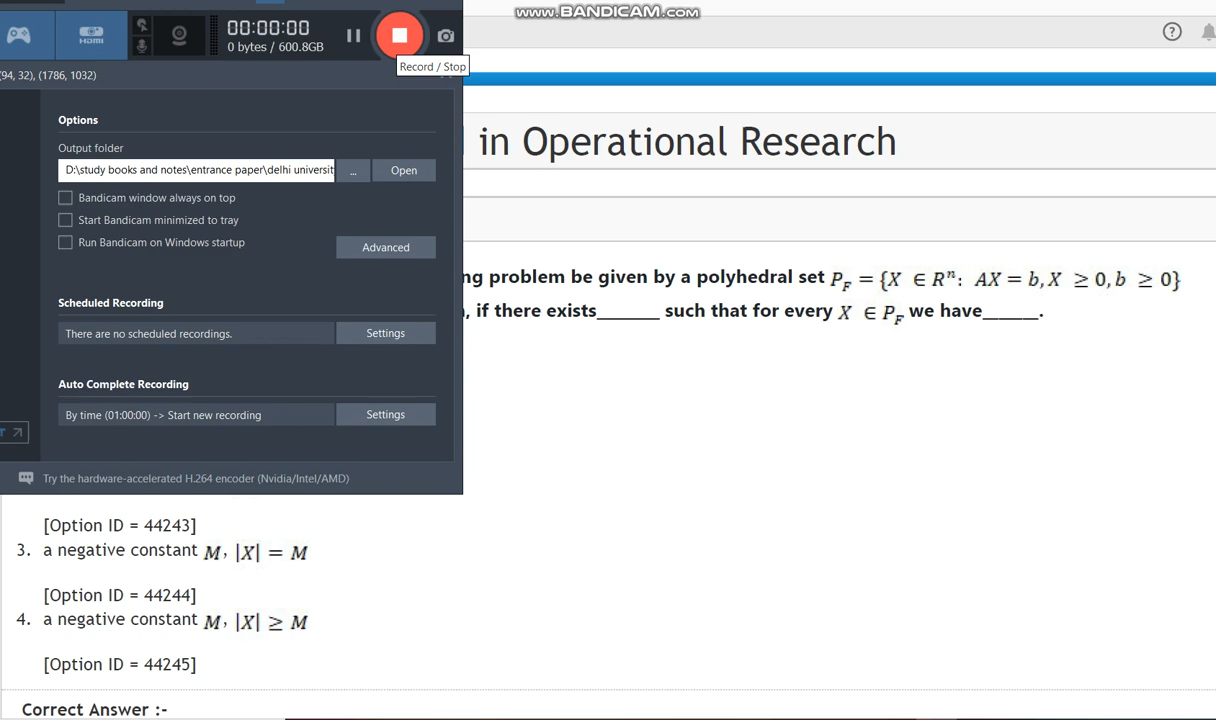 www.BANDICAM.com
HDMI
00:00:00
0 bytes / 600.8GB
Record / Stop
(94, 32), (1786, 1032)
Options
Output folder
D:\study books and notes\entrance paper\delhi universit
...
Open
Bandicam window always on top
Start Bandicam minimized to tray
Run Bandicam on Windows startup
Advanced
Scheduled Recording
There are no scheduled recordings.
Settings
Auto Complete Recording
By time (01:00:00) -> Start new recording
Settings
Try the hardware-accelerated H.264 encoder (Nvidia/Intel/AMD)
in Operational Research
ng problem be given by a polyhedral set P_F = {X ∈ Rⁿ: AX = b, X ≥ 0, b ≥ 0}
, if there exists_______ such that for every X ∈ P_F we have______.
[Option ID = 44243]
3. a negative constant M, |X| = M
[Option ID = 44244]
4. a negative constant M, |X| ≥ M
[Option ID = 44245]
Correct Answer :-